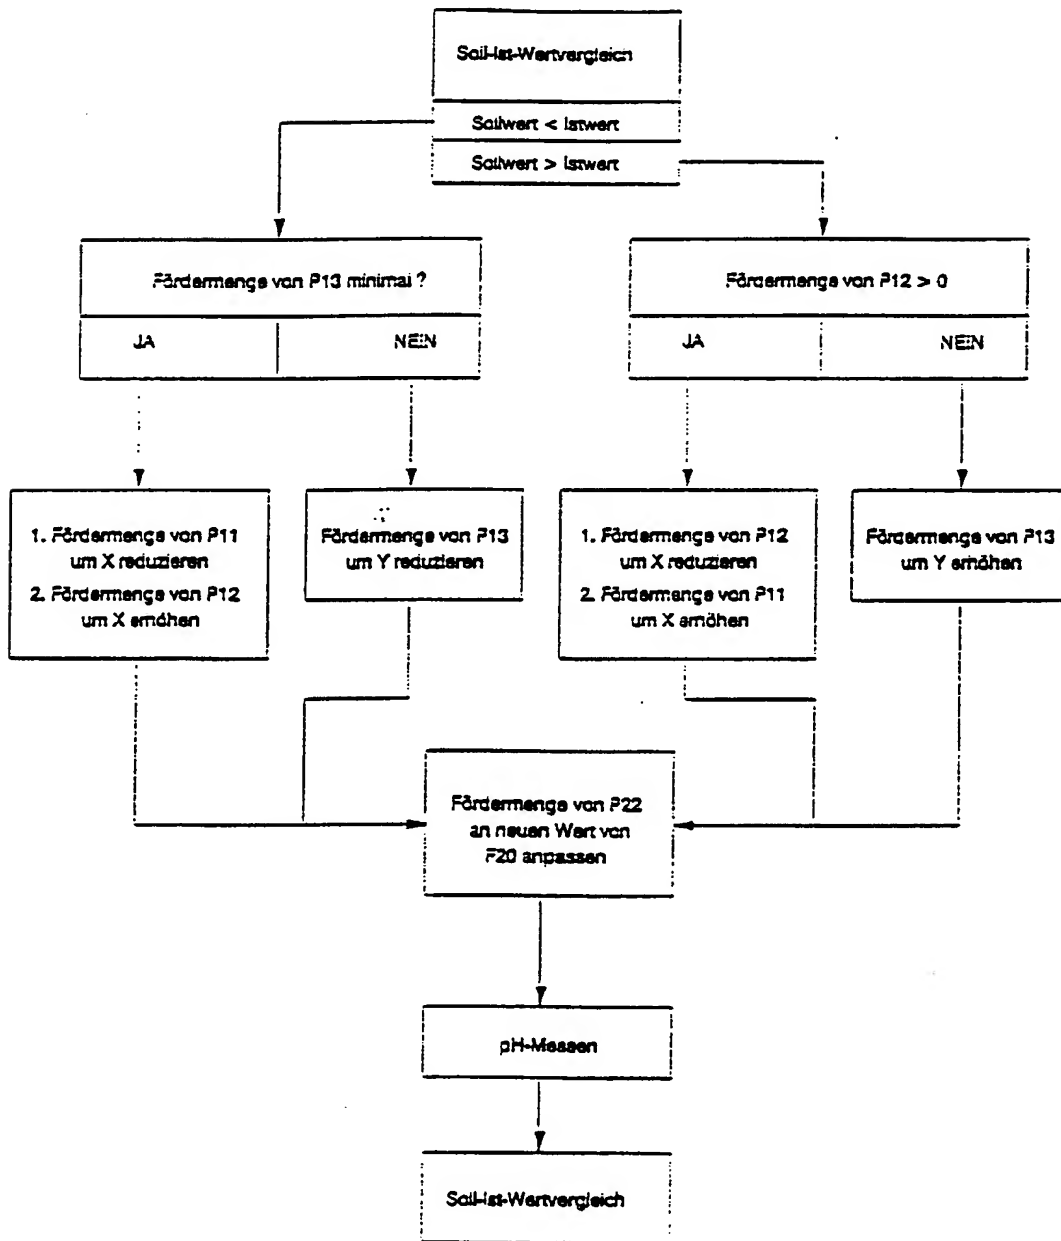 Soll-Ist-Wertvergleich
Sollwert < Istwert
Sollwert > Istwert
Fördermenge von P13 minimal ?
JA
NEIN
Fördermenge von P12 > 0
JA
NEIN
1. Fördermenge von P11
um X reduzieren
2. Fördermenge von P12
um X erhöhen
Fördermenge von P13
um Y reduzieren
1. Fördermenge von P12
um X reduzieren
2. Fördermenge von P11
um X erhöhen
Fördermenge von P13
um Y erhöhen
Fördermenge von P22
an neuen Wert von
F20 anpassen
pH-Messen
Soll-Ist-Wertvergleich